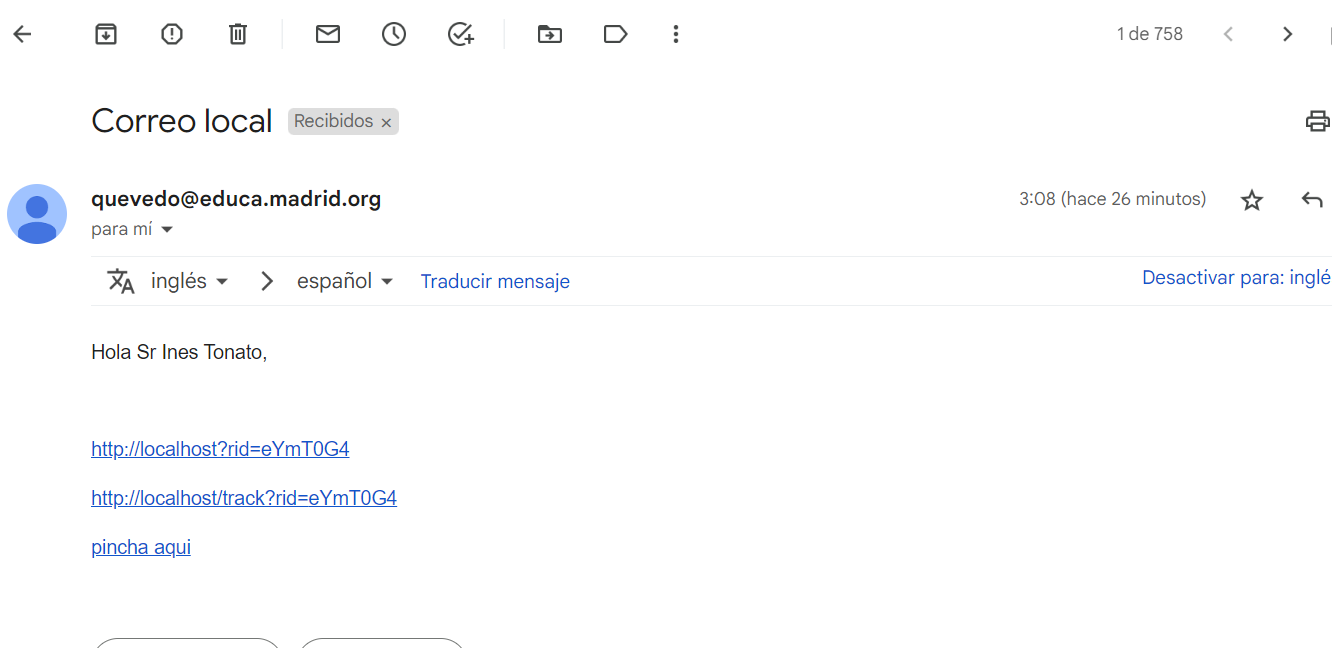 1 de 758
Correo local Recibidos ×
quevedo@educa.madrid.org 3:08 (hace 26 minutos)
para mí
inglés español Traducir mensaje Desactivar para: inglé
Hola Sr Ines Tonato,
http://localhost?rid=eYmT0G4
http://localhost/track?rid=eYmT0G4
pincha aqui